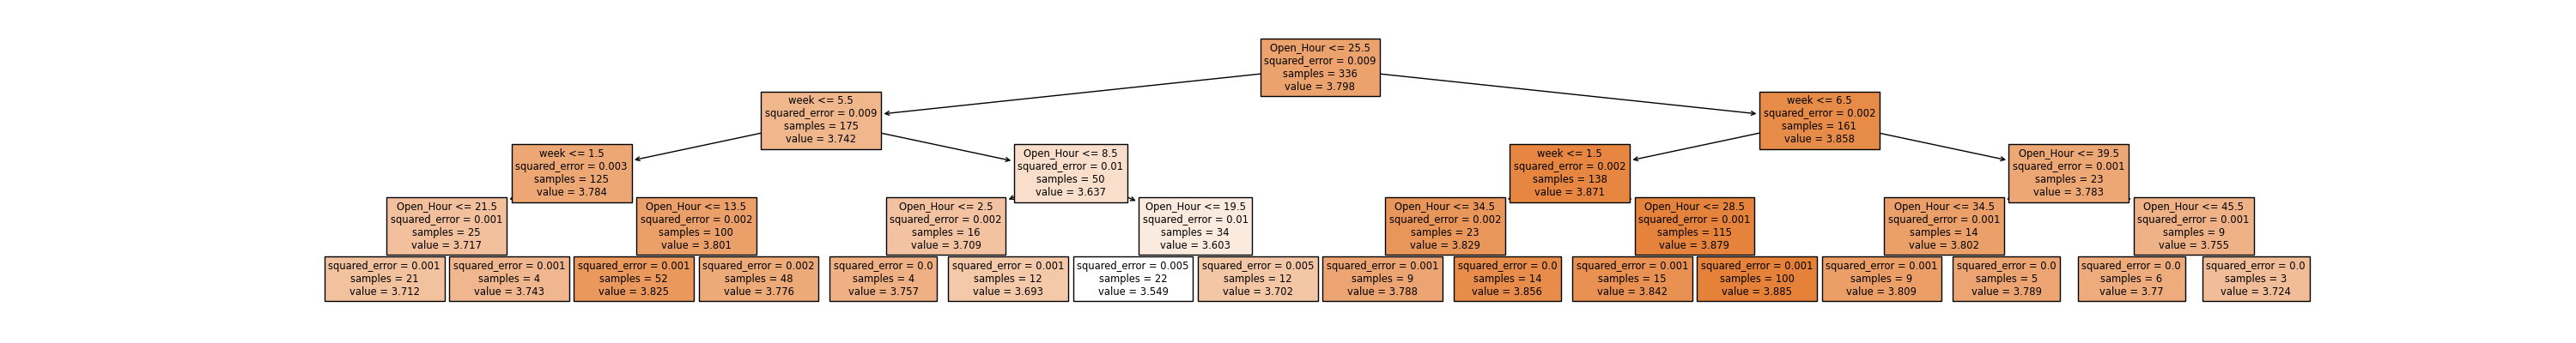 Open_Hour <= 25.5
squared_error = 0.009
samples = 336
value = 3.798
week <= 5.5
squared_error = 0.009
samples = 175
value = 3.742
week <= 6.5
squared_error = 0.002
samples = 161
value = 3.858
week <= 1.5
squared_error = 0.003
samples = 125
value = 3.784
Open_Hour <= 8.5
squared_error = 0.01
samples = 50
value = 3.637
week <= 1.5
squared_error = 0.002
samples = 138
value = 3.871
Open_Hour <= 39.5
squared_error = 0.001
samples = 23
value = 3.783
Open_Hour <= 21.5
squared_error = 0.001
samples = 25
value = 3.717
Open_Hour <= 13.5
squared_error = 0.002
samples = 100
value = 3.801
Open_Hour <= 2.5
squared_error = 0.002
samples = 16
value = 3.709
Open_Hour <= 19.5
squared_error = 0.01
samples = 34
value = 3.603
Open_Hour <= 34.5
squared_error = 0.002
samples = 23
value = 3.829
Open_Hour <= 28.5
squared_error = 0.001
samples = 115
value = 3.879
Open_Hour <= 34.5
squared_error = 0.001
samples = 14
value = 3.802
Open_Hour <= 45.5
squared_error = 0.001
samples = 9
value = 3.755
squared_error = 0.001
samples = 21
value = 3.712
squared_error = 0.001
samples = 4
value = 3.743
squared_error = 0.001
samples = 52
value = 3.825
squared_error = 0.002
samples = 48
value = 3.776
squared_error = 0.0
samples = 4
value = 3.757
squared_error = 0.001
samples = 12
value = 3.693
squared_error = 0.005
samples = 22
value = 3.549
squared_error = 0.005
samples = 12
value = 3.702
squared_error = 0.001
samples = 9
value = 3.788
squared_error = 0.0
samples = 14
value = 3.856
squared_error = 0.001
samples = 15
value = 3.842
squared_error = 0.001
samples = 100
value = 3.885
squared_error = 0.001
samples = 9
value = 3.809
squared_error = 0.0
samples = 5
value = 3.789
squared_error = 0.0
samples = 6
value = 3.77
squared_error = 0.0
samples = 3
value = 3.724